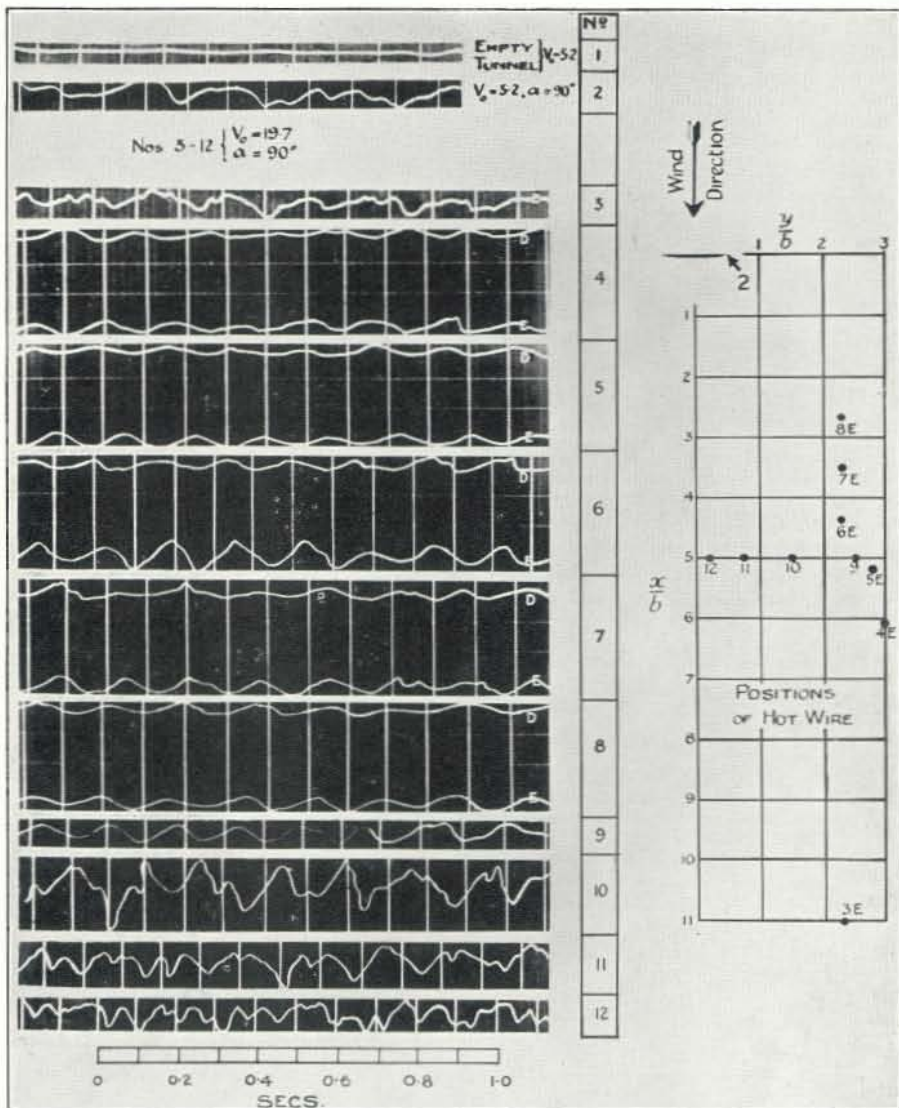 Nº
EMPTY TUNNEL } V₀=5·2
1
V₀ = 5·2, α = 90°
2
Nos 3-12 { V₀ = 19·7
α = 90°
3
D
E
4
D
E
5
D
E
6
D
E
7
D
E
8
9
10
11
12
0 0·2 0·4 0·6 0·8 1·0
SECS.
Wind Direction
y/b
1 2 3
2
x/b
1
2
3
4
5
6
7
8
9
10
11
8E
7E
6E
12 11 10 9
5E
4E
POSITIONS
OF HOT WIRE
3E